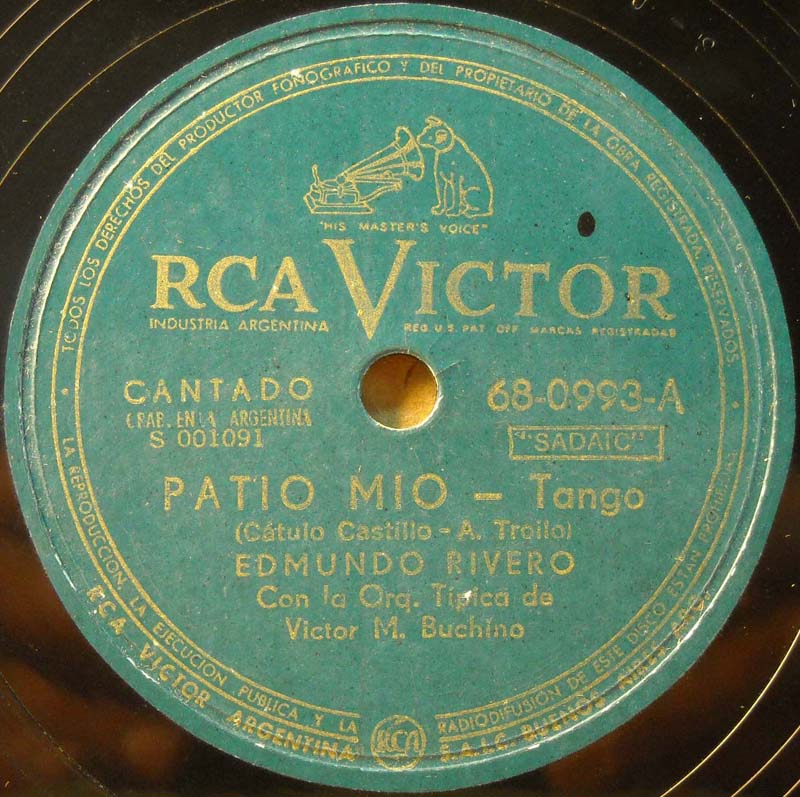 TODOS LOS DERECHOS DEL PRODUCTOR FONOGRAFICO Y DEL PROPIETARIO DE LA OBRA REGISTRADA, RESERVADOS
"HIS MASTER'S VOICE"
RCA VICTOR
INDUSTRIA ARGENTINA REG. U.S. PAT. OFF. MARCAS REGISTRADAS
CANTADO 68-0993-A
GRAB. EN LA ARGENTINA
S 001091 "SADAIC"
PATIO MIO - Tango
(Cátulo Castillo - A. Troilo)
EDMUNDO RIVERO
Con la Orq. Típica de
Victor M. Buchino
LA REPRODUCCION, LA EJECUCION PUBLICA Y LA RADIODIFUSION DE ESTE DISCO ESTAN PROHIBIDAS
RCA VICTOR ARGENTINA RCA S.A.I.C. BUENOS AIRES